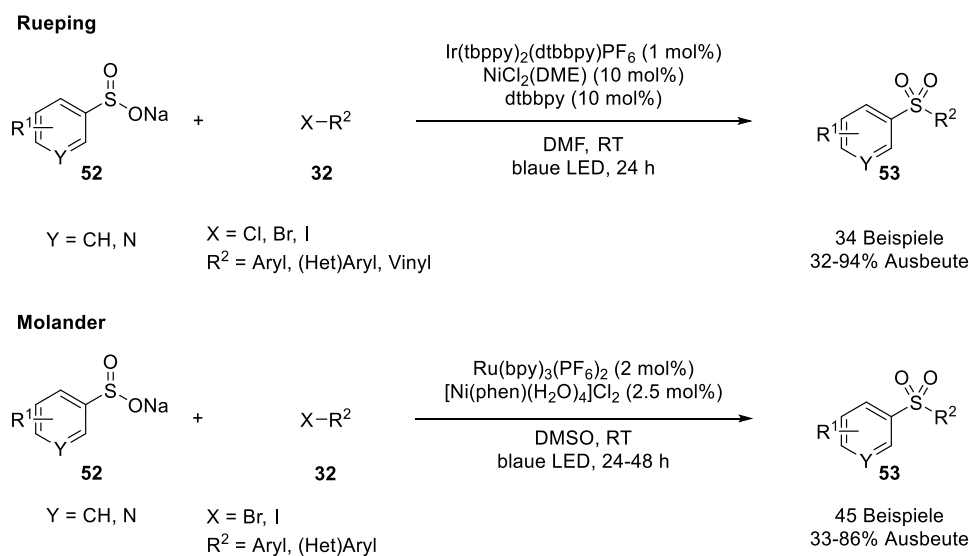 Rueping
O
S
ONa
R1
Y
52
+
X–R2
32
Ir(tbppy)2(dtbbpy)PF6 (1 mol%)
NiCl2(DME) (10 mol%)
dtbbpy (10 mol%)
DMF, RT
blaue LED, 24 h
O O
S
R2
R1
Y
53
Y = CH, N
X = Cl, Br, I
R2 = Aryl, (Het)Aryl, Vinyl
34 Beispiele
32-94% Ausbeute
Molander
O
S
ONa
R1
Y
52
+
X–R2
32
Ru(bpy)3(PF6)2 (2 mol%)
[Ni(phen)(H2O)4]Cl2 (2.5 mol%)
DMSO, RT
blaue LED, 24-48 h
O O
S
R2
R1
Y
53
Y = CH, N
X = Br, I
R2 = Aryl, (Het)Aryl
45 Beispiele
33-86% Ausbeute